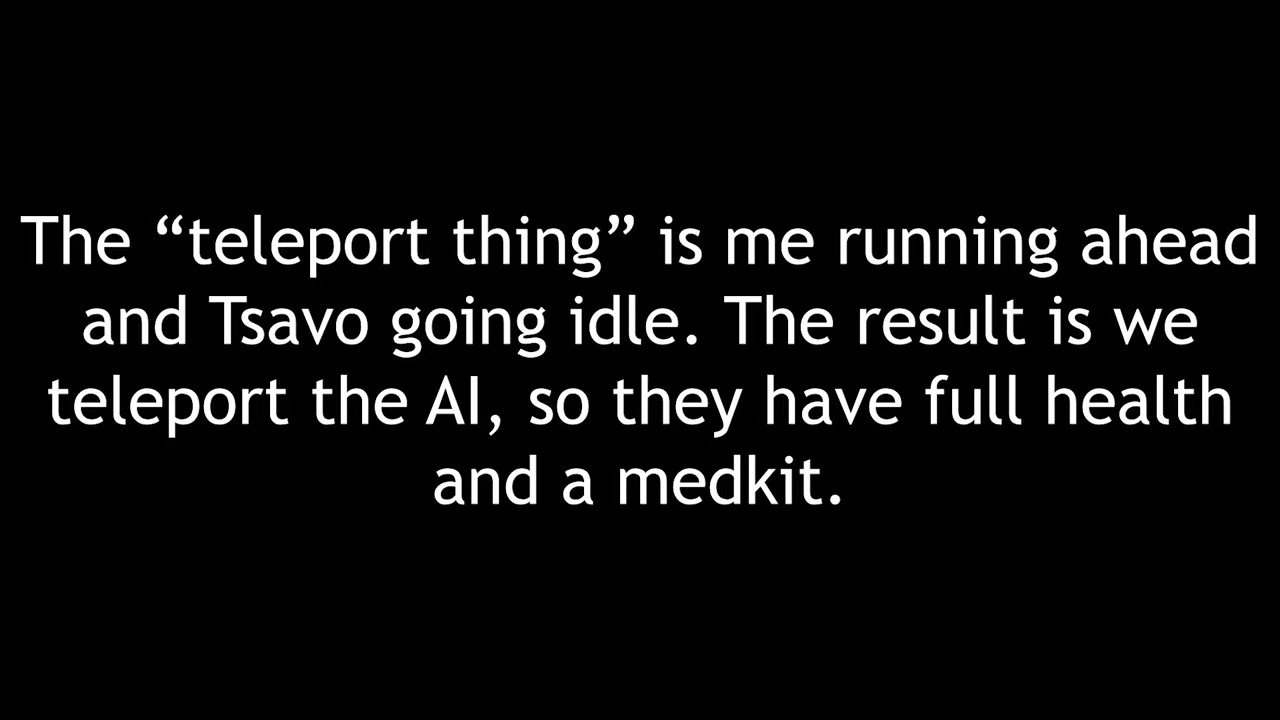 The “teleport thing” is me running ahead
and Tsavo going idle. The result is we
teleport the AI, so they have full health
and a medkit.